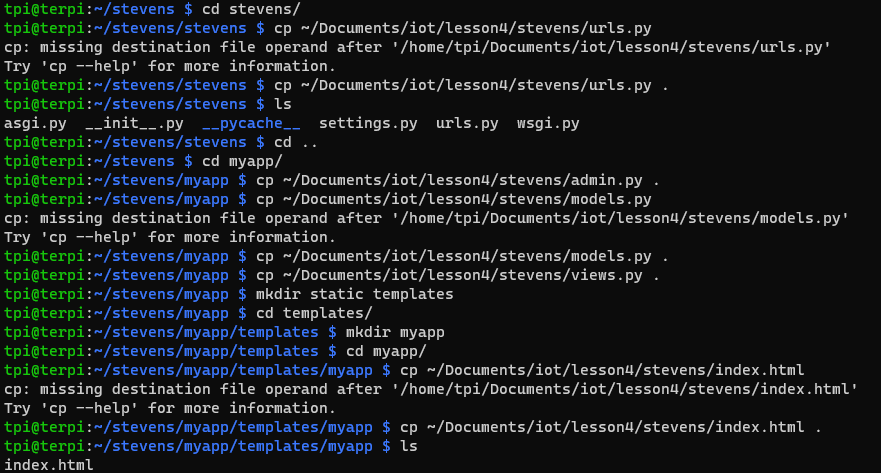 tpi@terpi:~/stevens $ cd stevens/
tpi@terpi:~/stevens/stevens $ cp ~/Documents/iot/lesson4/stevens/urls.py
cp: missing destination file operand after '/home/tpi/Documents/iot/lesson4/stevens/urls.py'
Try 'cp --help' for more information.
tpi@terpi:~/stevens/stevens $ cp ~/Documents/iot/lesson4/stevens/urls.py .
tpi@terpi:~/stevens/stevens $ ls
asgi.py  __init__.py  __pycache__  settings.py  urls.py  wsgi.py
tpi@terpi:~/stevens/stevens $ cd ..
tpi@terpi:~/stevens $ cd myapp/
tpi@terpi:~/stevens/myapp $ cp ~/Documents/iot/lesson4/stevens/admin.py .
tpi@terpi:~/stevens/myapp $ cp ~/Documents/iot/lesson4/stevens/models.py
cp: missing destination file operand after '/home/tpi/Documents/iot/lesson4/stevens/models.py'
Try 'cp --help' for more information.
tpi@terpi:~/stevens/myapp $ cp ~/Documents/iot/lesson4/stevens/models.py .
tpi@terpi:~/stevens/myapp $ cp ~/Documents/iot/lesson4/stevens/views.py .
tpi@terpi:~/stevens/myapp $ mkdir static templates
tpi@terpi:~/stevens/myapp $ cd templates/
tpi@terpi:~/stevens/myapp/templates $ mkdir myapp
tpi@terpi:~/stevens/myapp/templates $ cd myapp/
tpi@terpi:~/stevens/myapp/templates/myapp $ cp ~/Documents/iot/lesson4/stevens/index.html
cp: missing destination file operand after '/home/tpi/Documents/iot/lesson4/stevens/index.html'
Try 'cp --help' for more information.
tpi@terpi:~/stevens/myapp/templates/myapp $ cp ~/Documents/iot/lesson4/stevens/index.html .
tpi@terpi:~/stevens/myapp/templates/myapp $ ls
index.html